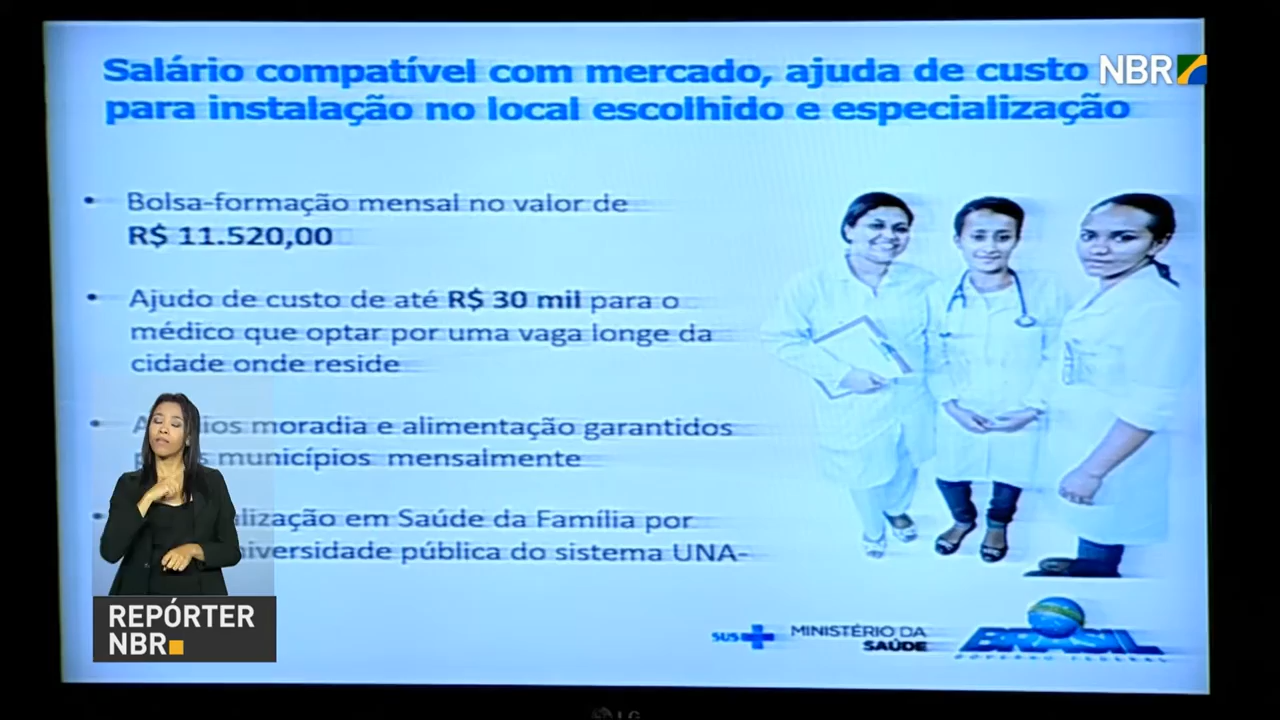 Salário compatível com mercado, ajuda de custo
NBR
para instalação no local escolhido e especialização
• Bolsa-formação mensal no valor de
R$ 11.520,00
• Ajudo de custo de até R$ 30 mil para o
médico que optar por uma vaga longe da
cidade onde reside
• moradia e alimentação garantidos
municípios mensalmente
• em Saúde da Família por
pública do sistema UNA-
REPÓRTER
NBR
SUS
MINISTÉRIO DA
SAÚDE
BRASIL
GOVERNO FEDERAL
LG